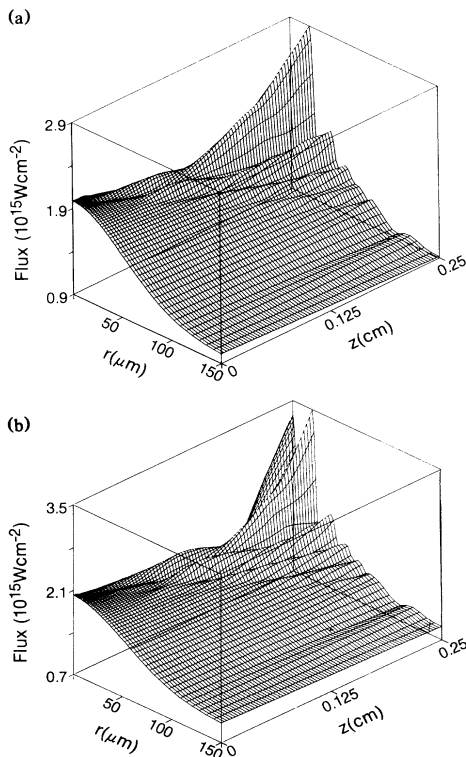 (a)
2.9
1.9
0.9
Flux (10¹⁵Wcm⁻²)
50
100
150
r(μm)
0
0.125
0.25
z(cm)
(b)
3.5
2.1
0.7
Flux (10¹⁵Wcm⁻²)
50
100
150
r(μm)
0
0.125
0.25
z(cm)